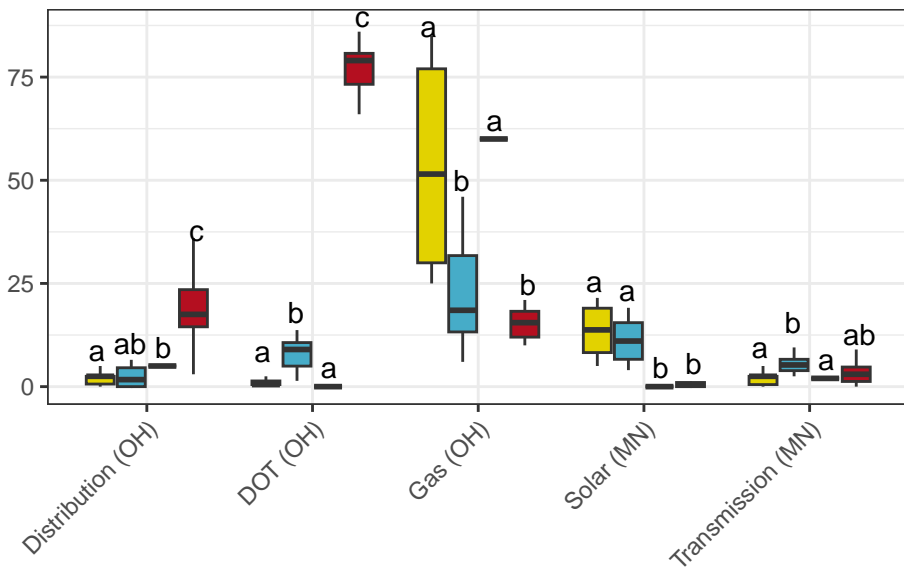 c
a
75
a
50
b
c
25
a
a
b
b
ab
a
b
a
b
ab
a
a
b
b
a
0
Distribution (OH)
DOT (OH)
Gas (OH)
Solar (MN)
Transmission (MN)